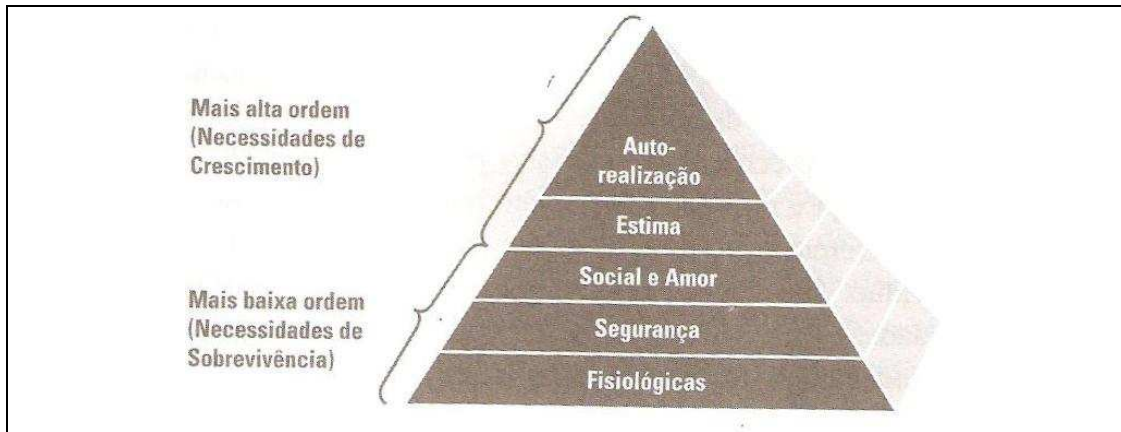 Mais alta ordem
(Necessidades de
Crescimento)
Auto-
realização
Estima
Social e Amor
Mais baixa ordem
(Necessidades de
Sobrevivência)
Segurança
Fisiológicas